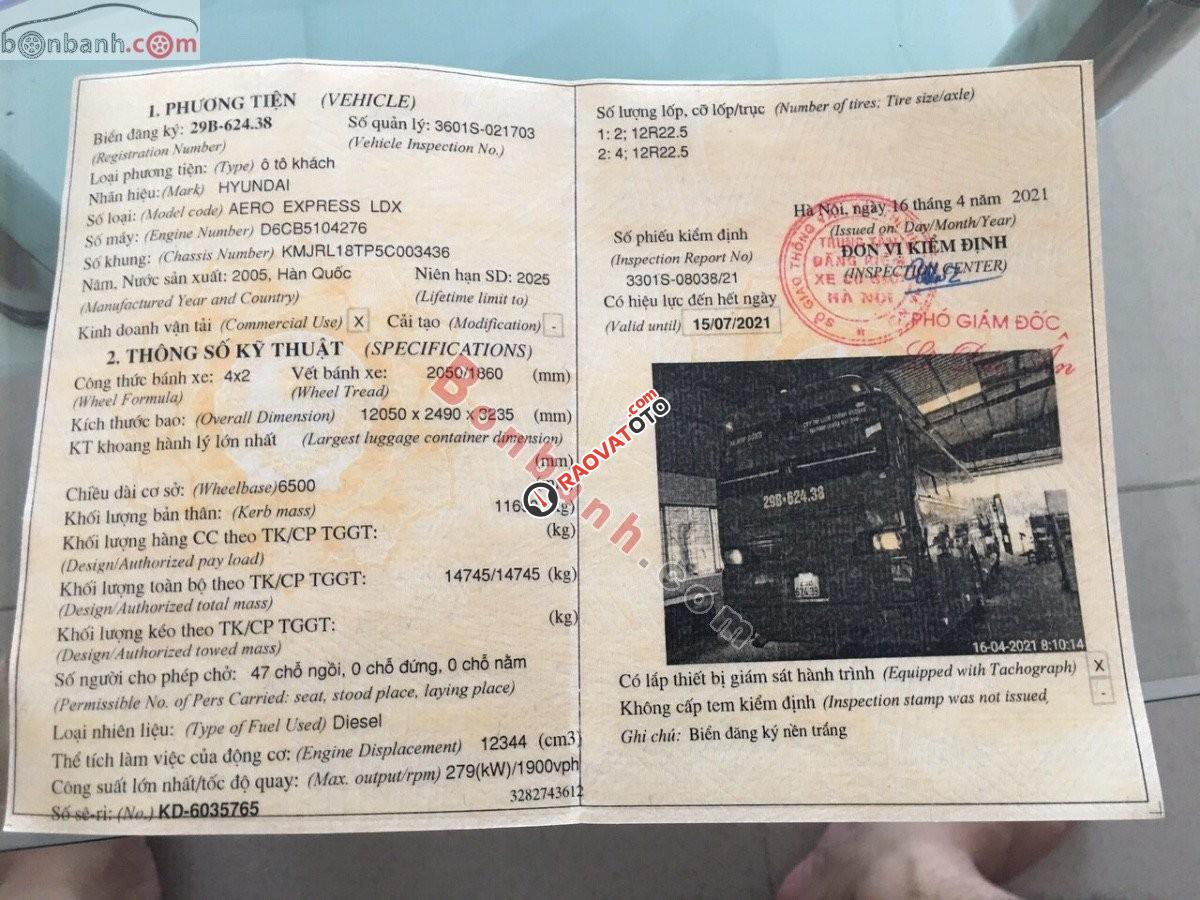 bonbanh.com
1. PHƯƠNG TIỆN (VEHICLE)
Biển đăng ký: 29B-624.38 Số quản lý: 3601S-021703
(Registration Number) (Vehicle Inspection No.)
Loại phương tiện: (Type) ô tô khách
Nhãn hiệu: (Mark) HYUNDAI
Số loại: (Model code) AERO EXPRESS LDX
Số máy: (Engine Number) D6CB5104276
Số khung: (Chassis Number) KMJRL18TP5C003436
Năm, Nước sản xuất: 2005, Hàn Quốc Niên hạn SD: 2025
(Manufactured Year and Country) (Lifetime limit to)
Kinh doanh vận tải (Commercial Use) X Cải tạo (Modification) -
2. THÔNG SỐ KỸ THUẬT (SPECIFICATIONS)
Công thức bánh xe: 4x2 Vết bánh xe: 2050/1860 (mm)
(Wheel Formula) (Wheel Tread)
Kích thước bao: (Overall Dimension) 12050 x 2490 x 3235 (mm)
KT khoang hành lý lớn nhất (Largest luggage container dimension)
(mm)
Chiều dài cơ sở: (Wheelbase) 6500
Khối lượng bản thân: (Kerb mass)
Khối lượng hàng CC theo TK/CP TGGT: (kg)
(Design/Authorized pay load)
Khối lượng toàn bộ theo TK/CP TGGT: 14745/14745 (kg)
(Design/Authorized total mass)
Khối lượng kéo theo TK/CP TGGT: (kg)
(Design/Authorized towed mass)
Số người cho phép chở: 47 chỗ ngồi, 0 chỗ đứng, 0 chỗ nằm
(Permissible No. of Pers Carried: seat, stood place, laying place)
Loại nhiên liệu: (Type of Fuel Used) Diesel
Thể tích làm việc của động cơ: (Engine Displacement) 12344 (cm3)
Công suất lớn nhất/tốc độ quay: (Max. output/rpm) 279(kW)/1900vph
3282743612
Số sê-ri: (No.) KD-6035765
Số lượng lốp, cỡ lốp/trục (Number of tires; Tire size/axle)
1: 2; 12R22.5
2: 4; 12R22.5
Hà Nội, ngày 16 tháng 4 năm 2021
(Issued on: Day/Month/Year)
Số phiếu kiểm định ĐƠN VỊ KIỂM ĐỊNH
(Inspection Report No) (INSPECTION CENTER)
3301S-08038/21
Có hiệu lực đến hết ngày
(Valid until) 15/07/2021
PHÓ GIÁM ĐỐC
TRUNG TÂM
ĐĂNG KIỂM
XE CƠ GIỚI
HÀ NỘI
29B-624.38
29B
624.38
16-04-2021 8:10:14
Có lắp thiết bị giám sát hành trình (Equipped with Tachograph) X
Không cấp tem kiểm định (Inspection stamp was not issued) -
Ghi chú: Biển đăng ký nền trắng
Bonbanh.com
RAOVATOTO
.com